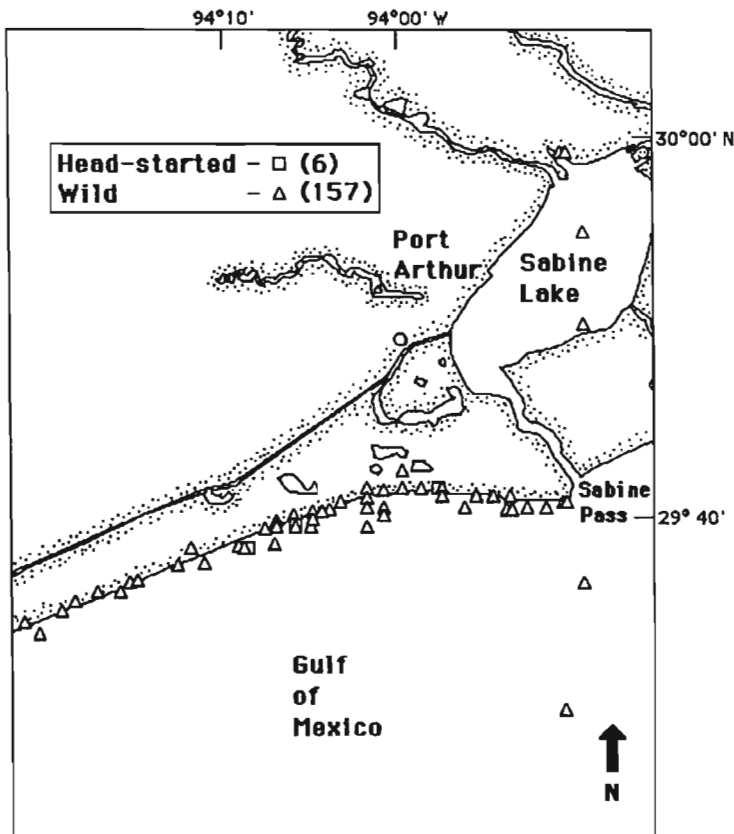 94°10' 94°00' W
30°00' N
Head-started - □ (6)
Wild - △ (157)
Port
Arthur
Sabine
Lake
Sabine
Pass
29° 40'
Gulf
of
Mexico
N